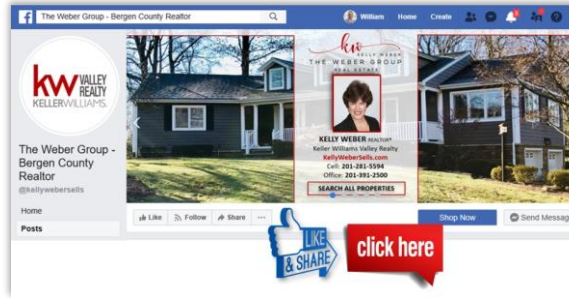 The Weber Group - Bergen County Realtor
William
Home
Create
kw VALLEY
REALTY
KELLERWILLIAMS.
kw
KELLY WEBER
THE WEBER GROUP
REAL ESTATE
KELLY WEBER REALTOR®
Keller Williams Valley Realty
KellyWeberSells.com
Cell: 201-281-5594
Office: 201-391-2500
SEARCH ALL PROPERTIES
The Weber Group -
Bergen County
Realtor
@kellywebersells
Home
Posts
Like
Follow
Share
Shop Now
Send Messag
LIKE
& SHARE
click here